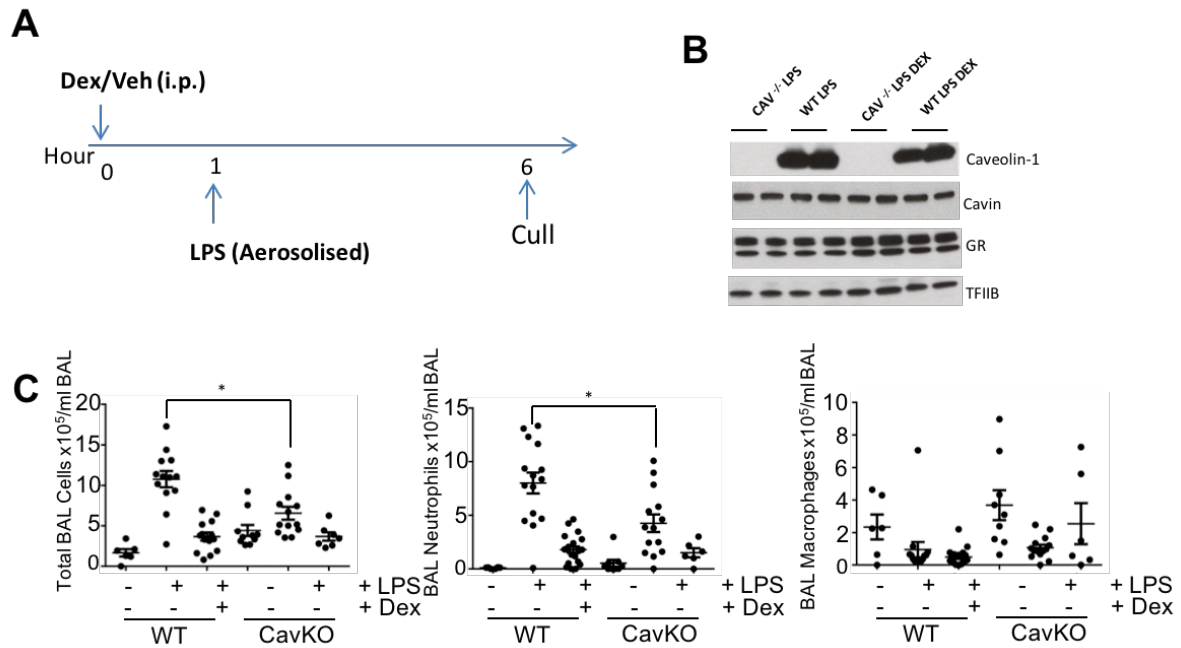 A
Dex/Veh (i.p.)
Hour
0
1
6
LPS (Aerosolised)
Cull
B
CAV -/- LPS
WT LPS
CAV -/- LPS DEX
WT LPS DEX
Caveolin-1
Cavin
GR
TFIIB
C
Total BAL Cells x10⁵/ml BAL
20
15
10
5
0
*
- + + - +
- - + - -
WT CavKO
BAL Neutrophils x10⁵/ml BAL
15
10
5
0
*
- + + - + + LPS
- - + - - + Dex
WT CavKO
+ LPS
+ Dex
BAL Macrophages x10⁵/ml BAL
10
8
6
4
2
0
- + + - + + LPS
- - + - - + Dex
WT CavKO